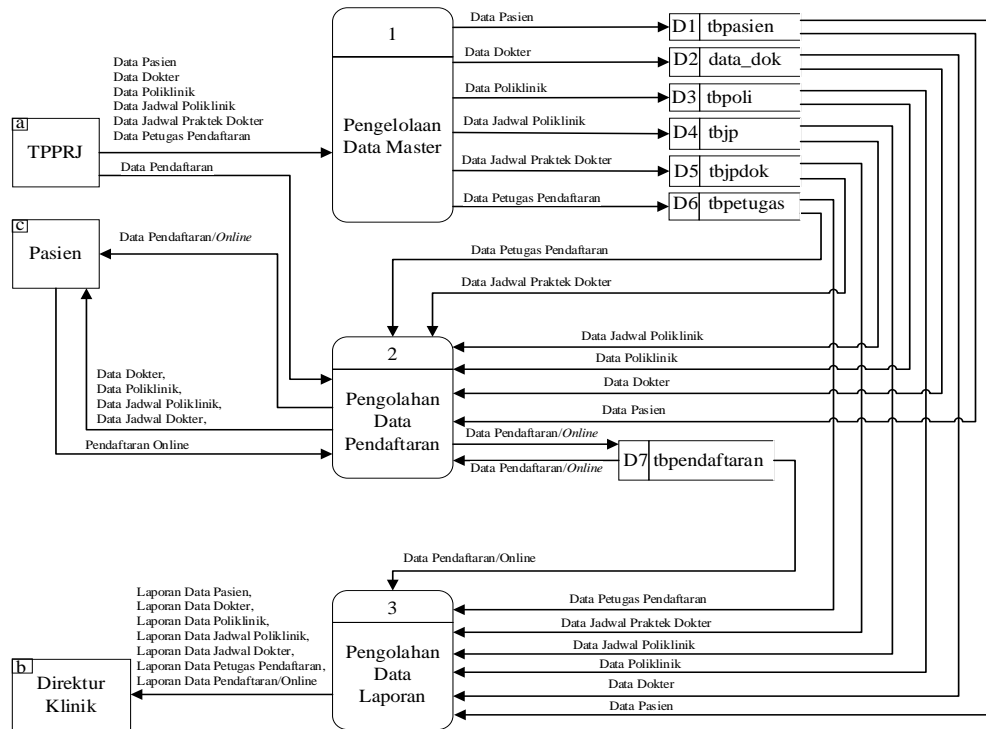 1
Pengelolaan
Data Master
Data Pasien
Data Dokter
Data Poliklinik
Data Jadwal Poliklinik
Data Jadwal Praktek Dokter
Data Petugas Pendaftaran
D1 tbpasien
D2 data_dok
D3 tbpoli
D4 tbjp
D5 tbjpdok
D6 tbpetugas
Data Pasien
Data Dokter
Data Poliklinik
Data Jadwal Poliklinik
Data Jadwal Praktek Dokter
Data Petugas Pendaftaran
a
TPPRJ
Data Pendaftaran
c
Pasien
Data Pendaftaran/Online
Data Petugas Pendaftaran
Data Jadwal Praktek Dokter
2
Pengolahan
Data
Pendaftaran
Data Jadwal Poliklinik
Data Poliklinik
Data Dokter
Data Pasien
Data Dokter,
Data Poliklinik,
Data Jadwal Poliklinik,
Data Jadwal Dokter,
Pendaftaran Online
Data Pendaftaran/Online
Data Pendaftaran/Online
D7 tbpendaftaran
Data Pendaftaran/Online
3
Pengolahan
Data
Laporan
Data Petugas Pendaftaran
Data Jadwal Praktek Dokter
Data Jadwal Poliklinik
Data Poliklinik
Data Dokter
Data Pasien
Laporan Data Pasien,
Laporan Data Dokter,
Laporan Data Poliklinik,
Laporan Data Jadwal Poliklinik,
Laporan Data Jadwal Dokter,
Laporan Data Petugas Pendaftaran,
Laporan Data Pendaftaran/Online
b
Direktur
Klinik